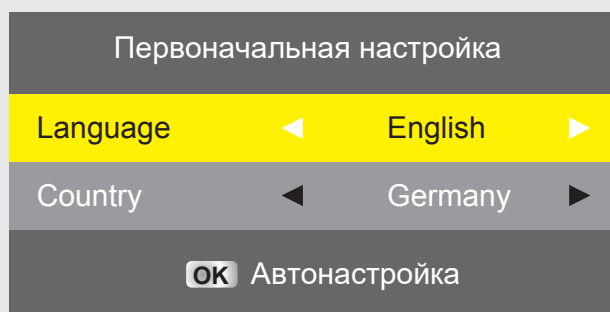 Первоначальная настройка
Language ◄ English ►
Country ◄ Germany ►
OK Автонастройка